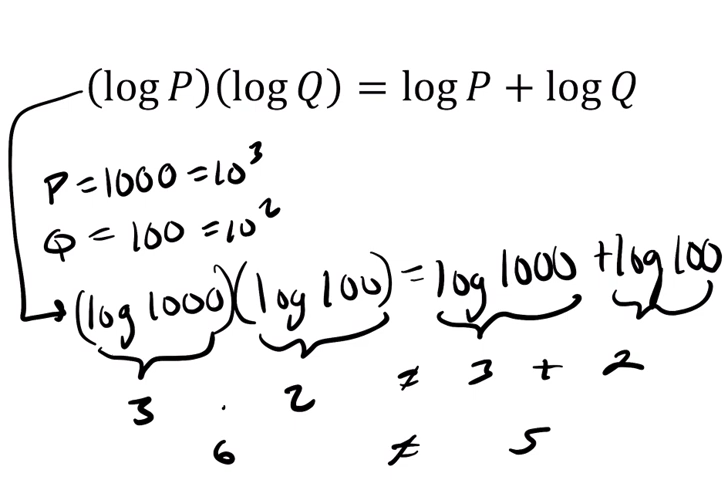 (log P)(log Q) = log P + log Q
P = 1000 = 10³
Q = 100 = 10²
(log 1000)(log 100) = log 1000 + log 100
3 · 2 ≠ 3 + 2
6 ≠ 5